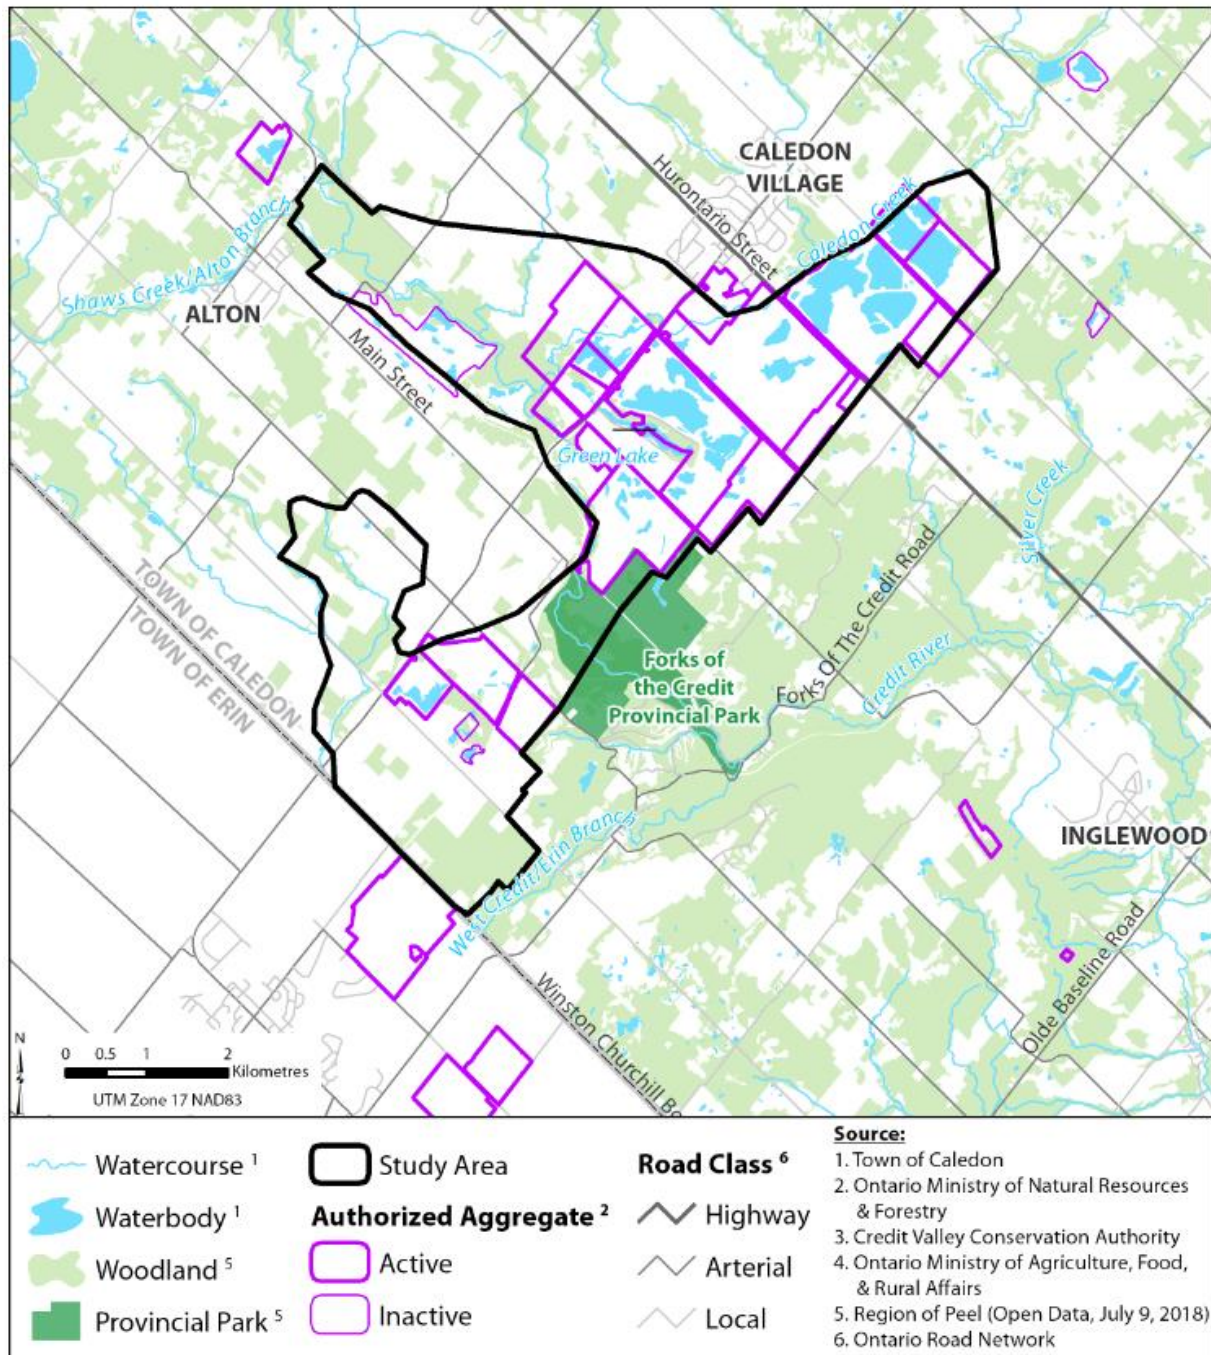 CALEDON
VILLAGE
Hurontario Street
Caledon Creek
Shaws Creek/Alton Branch
ALTON
Main Street
Green Lake
Silver Creek
TOWN OF CALEDON
TOWN OF ERIN
Forks Of The Credit Road
Forks of
the Credit
Provincial Park
Credit River
INGLEWOOD
West Credit/Erin Branch
Olde Baseline Road
Winston Churchill Bo
N
0 0.5 1 2
Kilometres
UTM Zone 17 NAD83
Watercourse 1
Waterbody 1
Woodland 5
Provincial Park 5
Study Area
Authorized Aggregate 2
Active
Inactive
Road Class 6
Highway
Arterial
Local
Source:
1. Town of Caledon
2. Ontario Ministry of Natural Resources
& Forestry
3. Credit Valley Conservation Authority
4. Ontario Ministry of Agriculture, Food,
& Rural Affairs
5. Region of Peel (Open Data, July 9, 2018)
6. Ontario Road Network